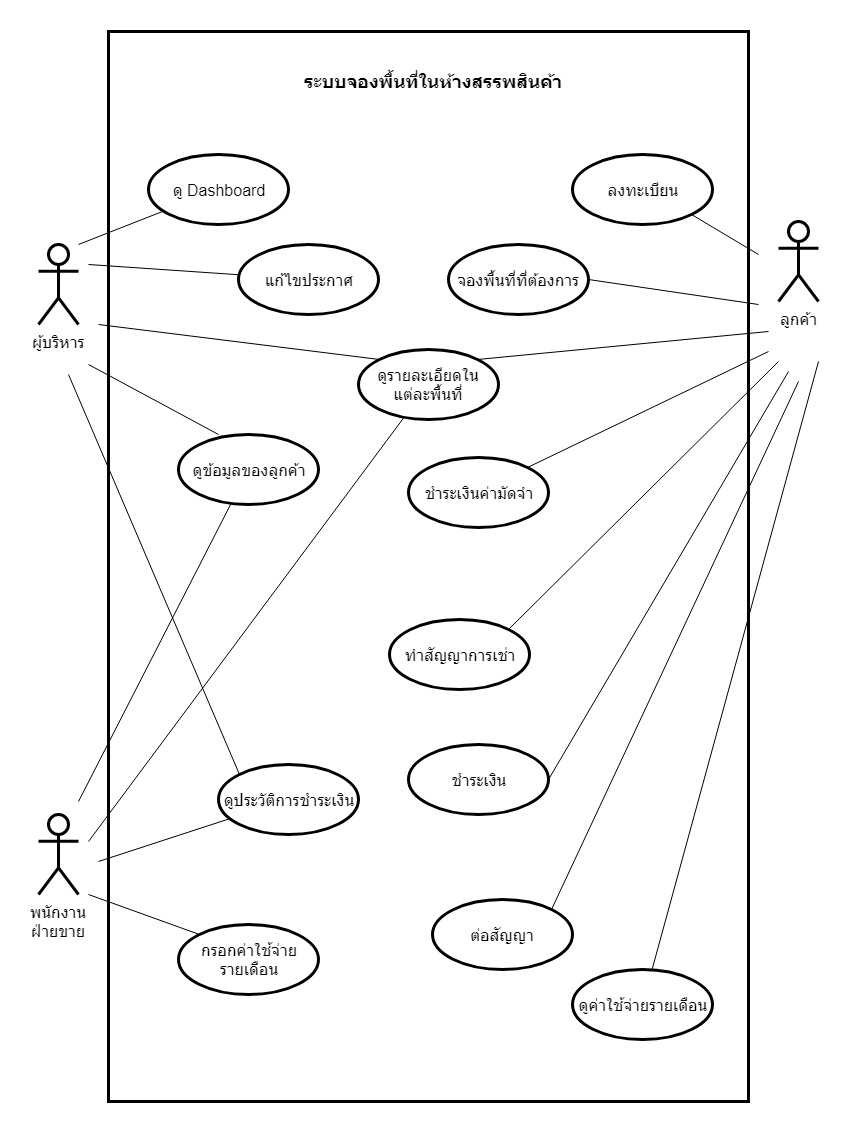 ระบบจองพื้นที่ในห้างสรรพสินค้า
ดู Dashboard
ลงทะเบียน
แก้ไขประกาศ
จองพื้นที่ที่ต้องการ
ผู้บริหาร
ลูกค้า
ดูรายละเอียดใน
แต่ละพื้นที่
ดูข้อมูลของลูกค้า
ชำระเงินค่ามัดจำ
ทำสัญญาการเช่า
ชำระเงิน
ดูประวัติการชำระเงิน
พนักงาน
ฝ่ายขาย
ต่อสัญญา
กรอกค่าใช้จ่าย
รายเดือน
ดูค่าใช้จ่ายรายเดือน